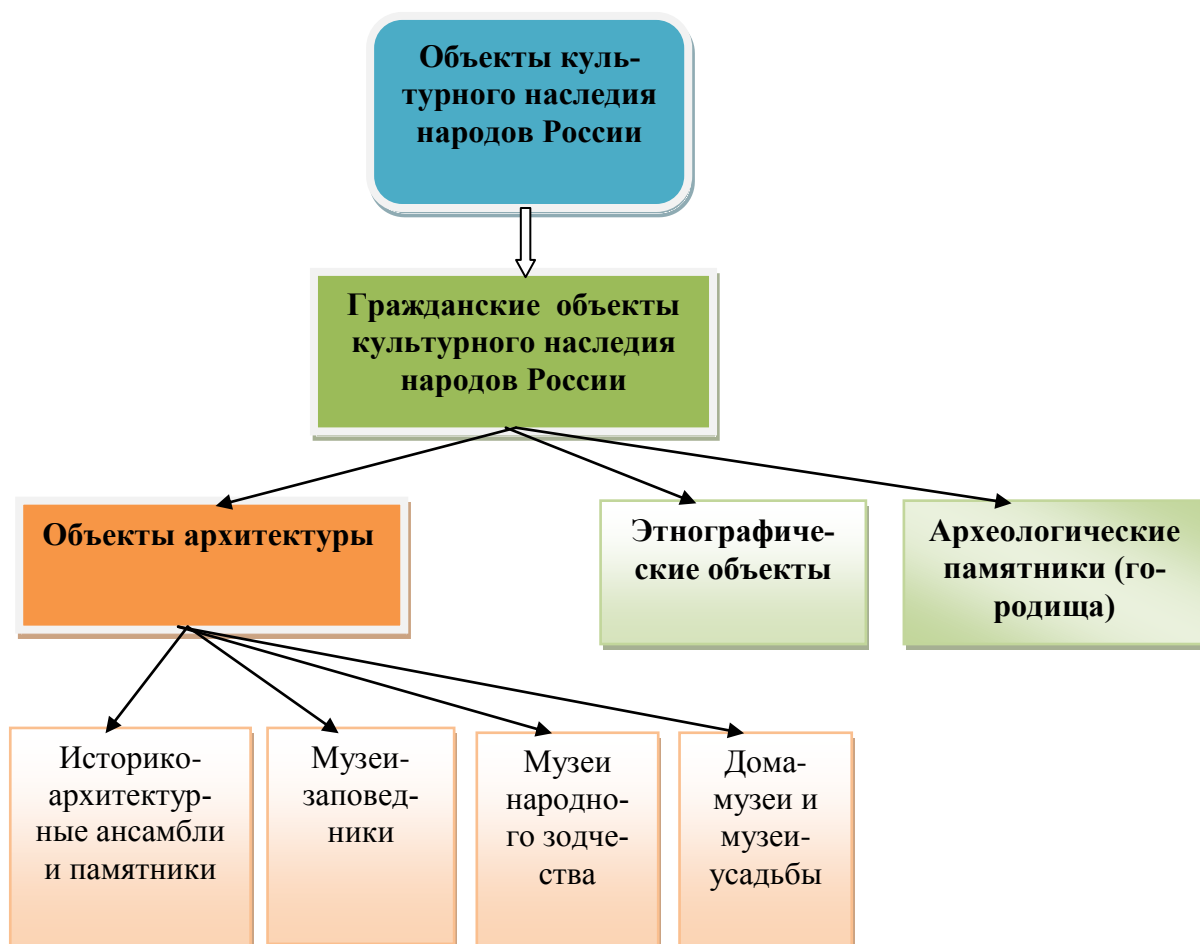 Объекты куль-
турного наследия
народов России
Гражданские объекты
культурного наследия
народов России
Объекты архитектуры
Этнографиче-
ские объекты
Археологические
памятники (го-
родища)
Историко-
архитектур-
ные ансамбли
и памятники
Музеи-
заповед-
ники
Музеи
народно-
го зодче-
ства
Дома-
музеи и
музеи-
усадьбы